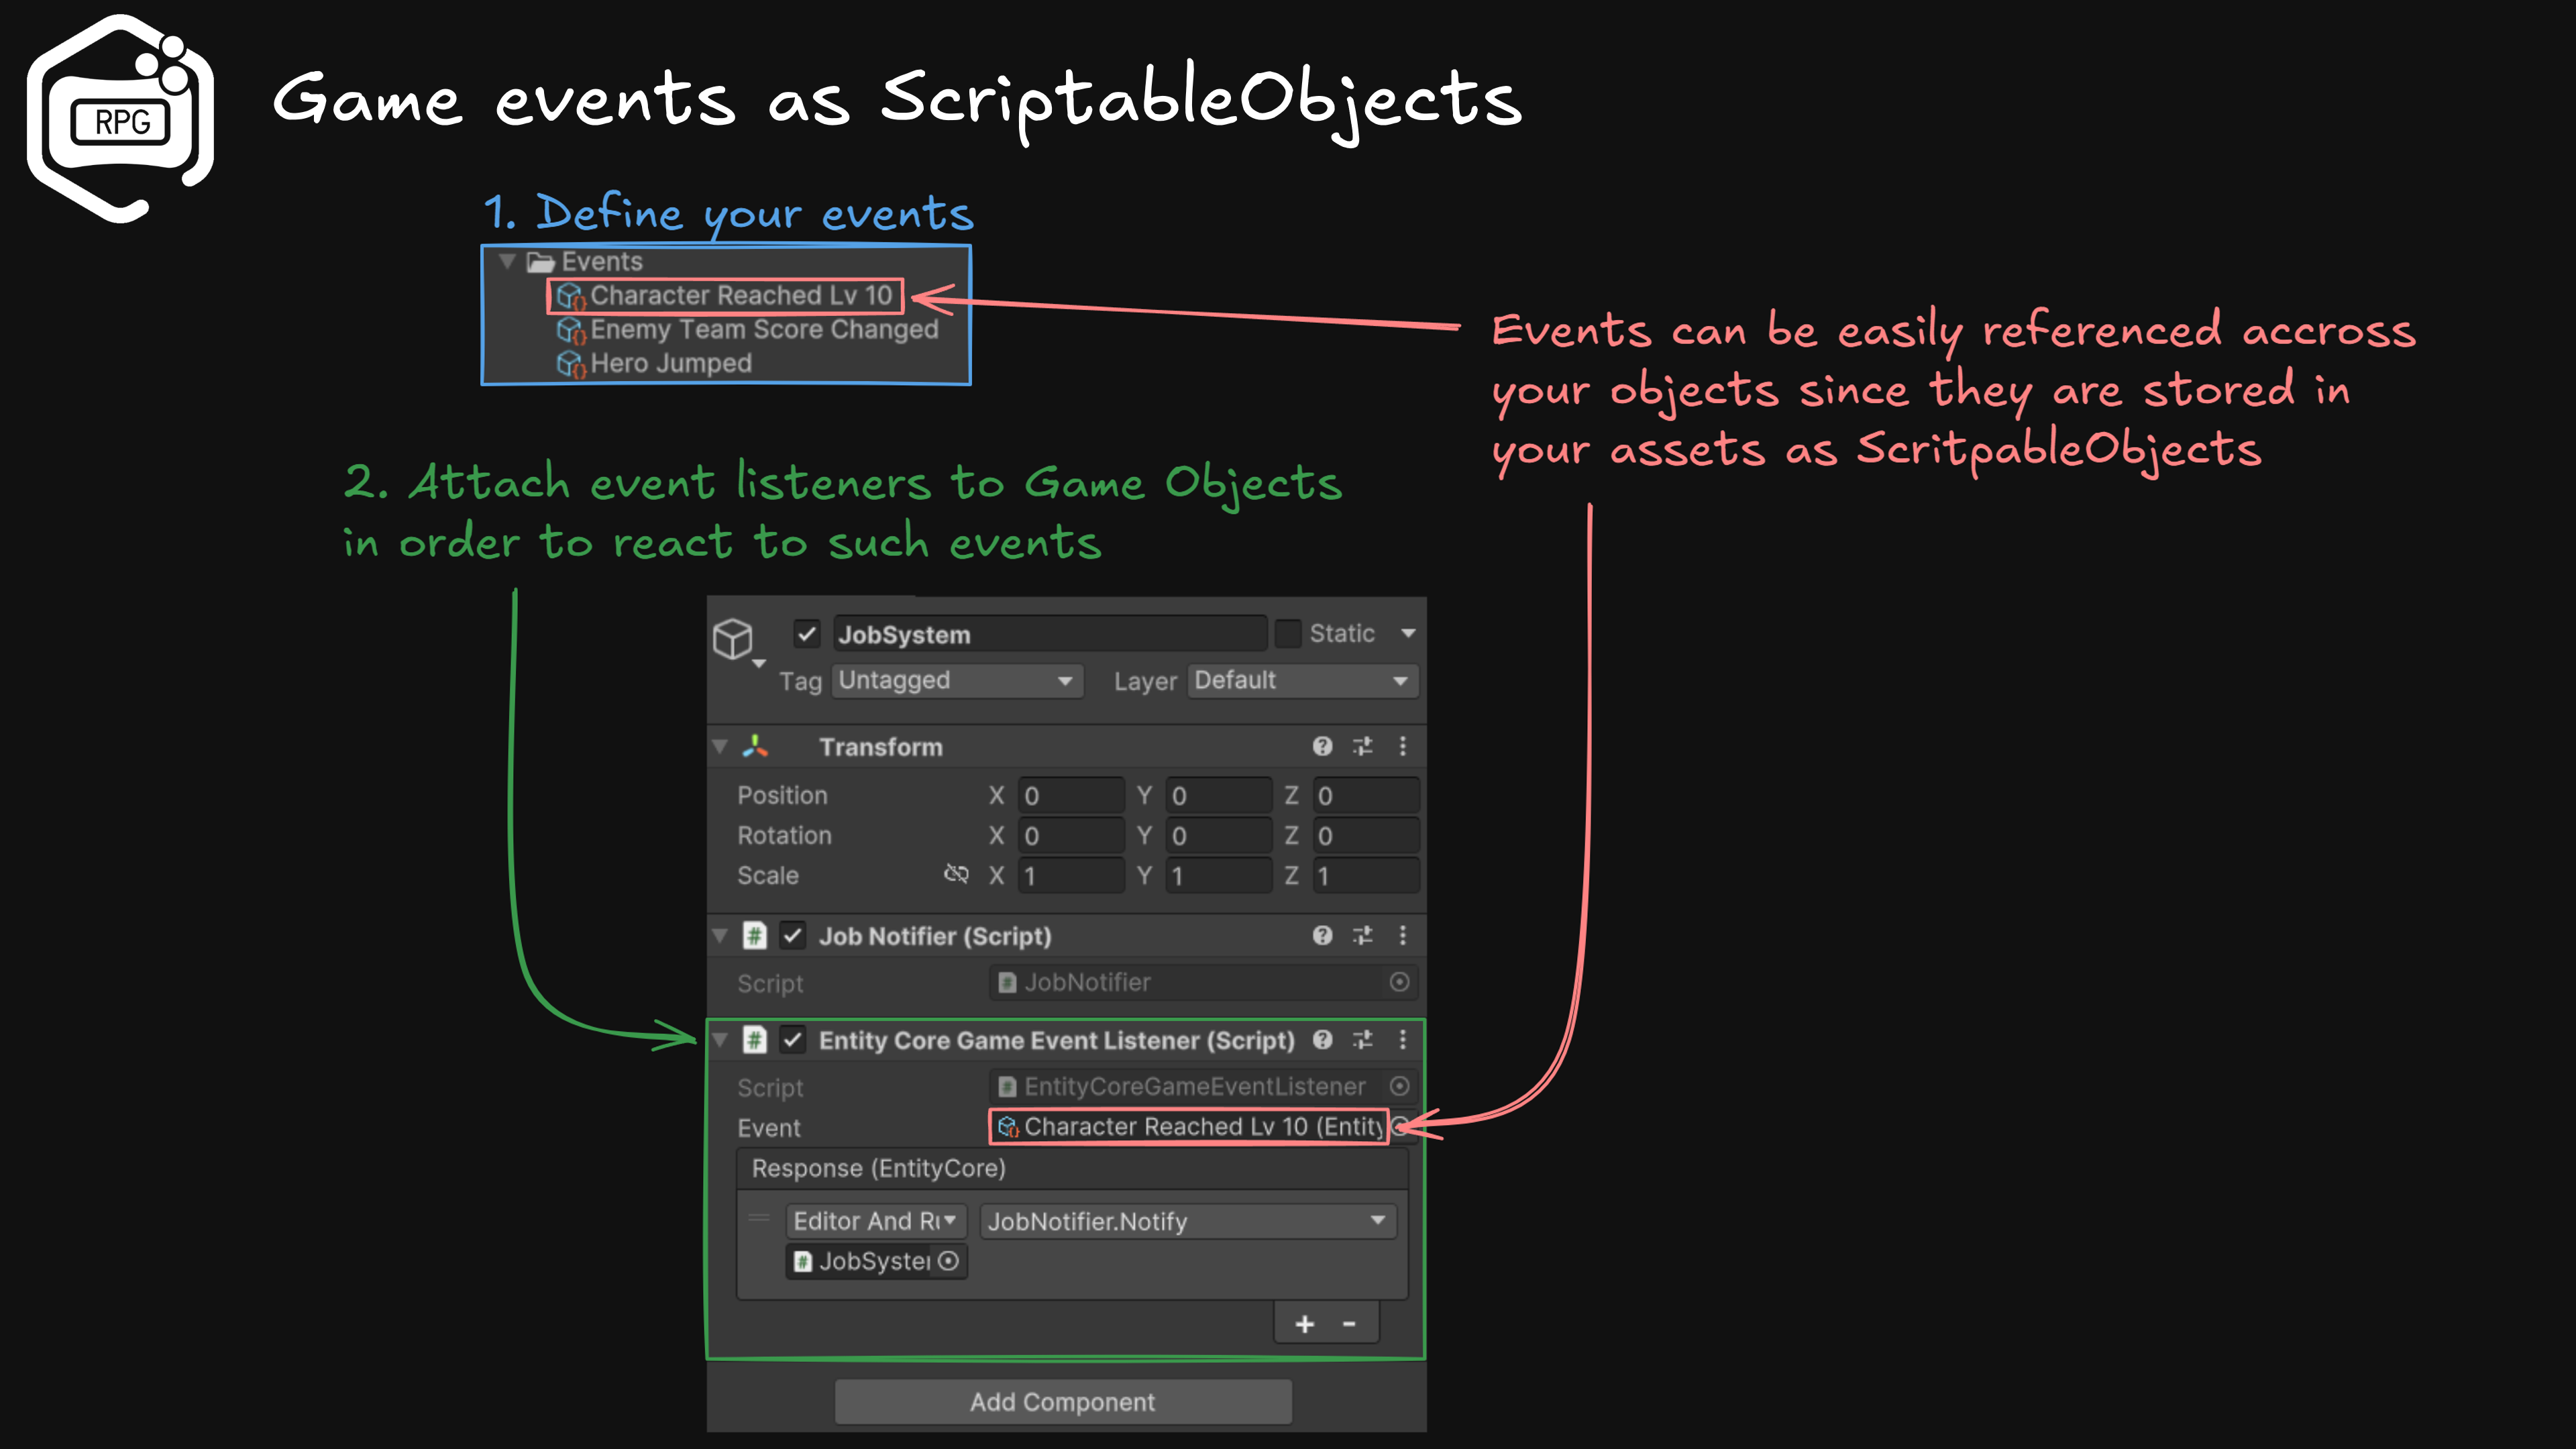 RPG
Game events as ScriptableObjects
1. Define your events
Events
Character Reached Lv 10
Enemy Team Score Changed
Hero Jumped
Events can be easily referenced accross
your objects since they are stored in
your assets as ScritpableObjects
2. Attach event listeners to Game Objects
in order to react to such events
JobSystem Static
Tag Untagged Layer Default
Transform
Position X 0 Y 0 Z 0
Rotation X 0 Y 0 Z 0
Scale X 1 Y 1 Z 1
# Job Notifier (Script)
Script # JobNotifier
# Entity Core Game Event Listener (Script)
Script # EntityCoreGameEventListener
Event Character Reached Lv 10 (Entity
Response (EntityCore)
Editor And Ru JobNotifier.Notify
# JobSystem
+ -
Add Component